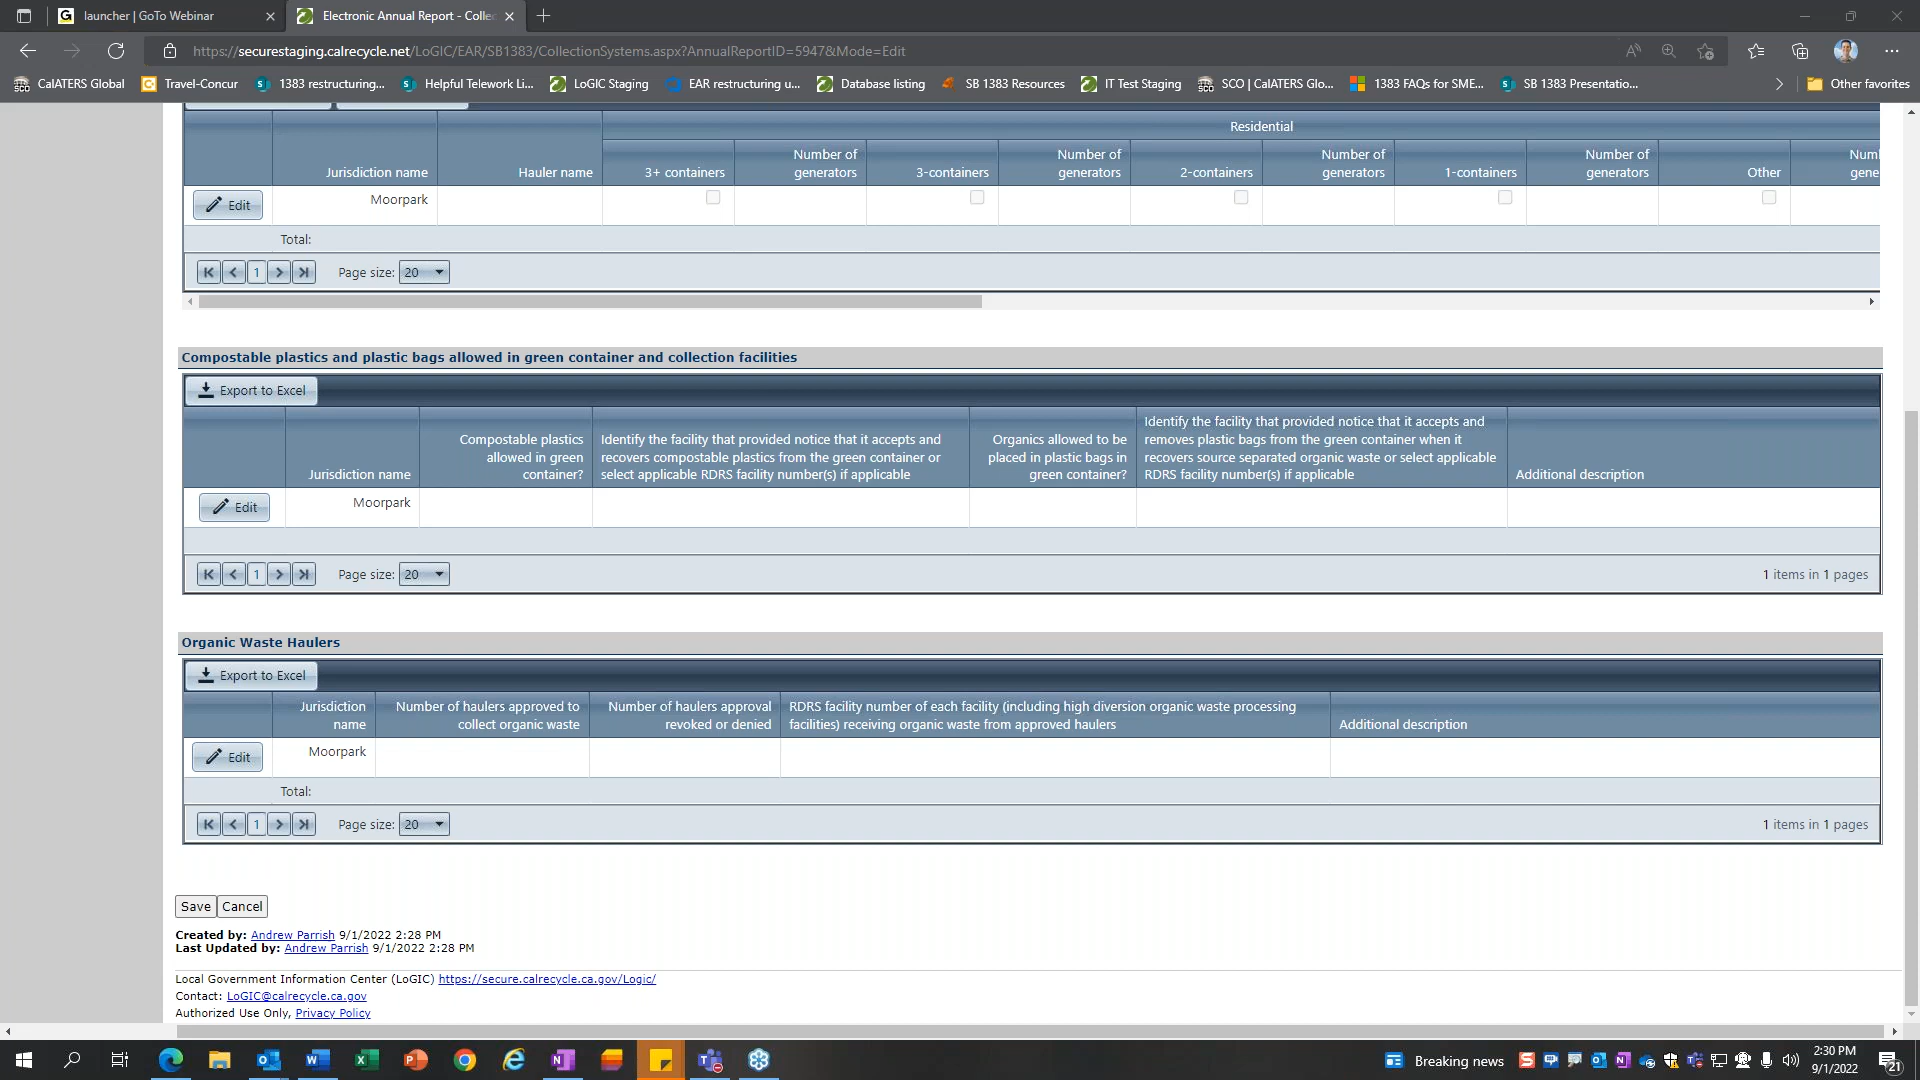 launcher | GoTo Webinar
Electronic Annual Report - Colle
https://securestaging.calrecycle.net/LoGIC/EAR/SB1383/CollectionSystems.aspx?AnnualReportID=5947&Mode=Edit
CalATERS Global Travel-Concur 1383 restructuring... Helpful Telework Li... LoGIC Staging EAR restructuring u... Database listing SB 1383 Resources IT Test Staging SCO | CalATERS Glo... 1383 FAQs for SME... SB 1383 Presentatio... Other favorites
Residential
Jurisdiction name Hauler name 3+ containers Number of generators 3-containers Number of generators 2-containers Number of generators 1-containers Number of generators Other
Edit Moorpark
Total:
1 Page size: 20
Compostable plastics and plastic bags allowed in green container and collection facilities
Export to Excel
Jurisdiction name
Compostable plastics
allowed in green
container?
Identify the facility that provided notice that it accepts and
recovers compostable plastics from the green container or
select applicable RDRS facility number(s) if applicable
Organics allowed to be
placed in plastic bags in
green container?
Identify the facility that provided notice that it accepts and
removes plastic bags from the green container when it
recovers source separated organic waste or select applicable
RDRS facility number(s) if applicable
Additional description
Edit Moorpark
1 Page size: 20 1 items in 1 pages
Organic Waste Haulers
Export to Excel
Jurisdiction
name
Number of haulers approved to
collect organic waste
Number of haulers approval
revoked or denied
RDRS facility number of each facility (including high diversion organic waste processing
facilities) receiving organic waste from approved haulers
Additional description
Edit Moorpark
Total:
1 Page size: 20 1 items in 1 pages
Save Cancel
Created by: Andrew Parrish 9/1/2022 2:28 PM
Last Updated by: Andrew Parrish 9/1/2022 2:28 PM
Local Government Information Center (LoGIC) https://secure.calrecycle.ca.gov/Logic/
Contact: LoGIC@calrecycle.ca.gov
Authorized Use Only, Privacy Policy
Breaking news
2:30 PM
9/1/2022
21